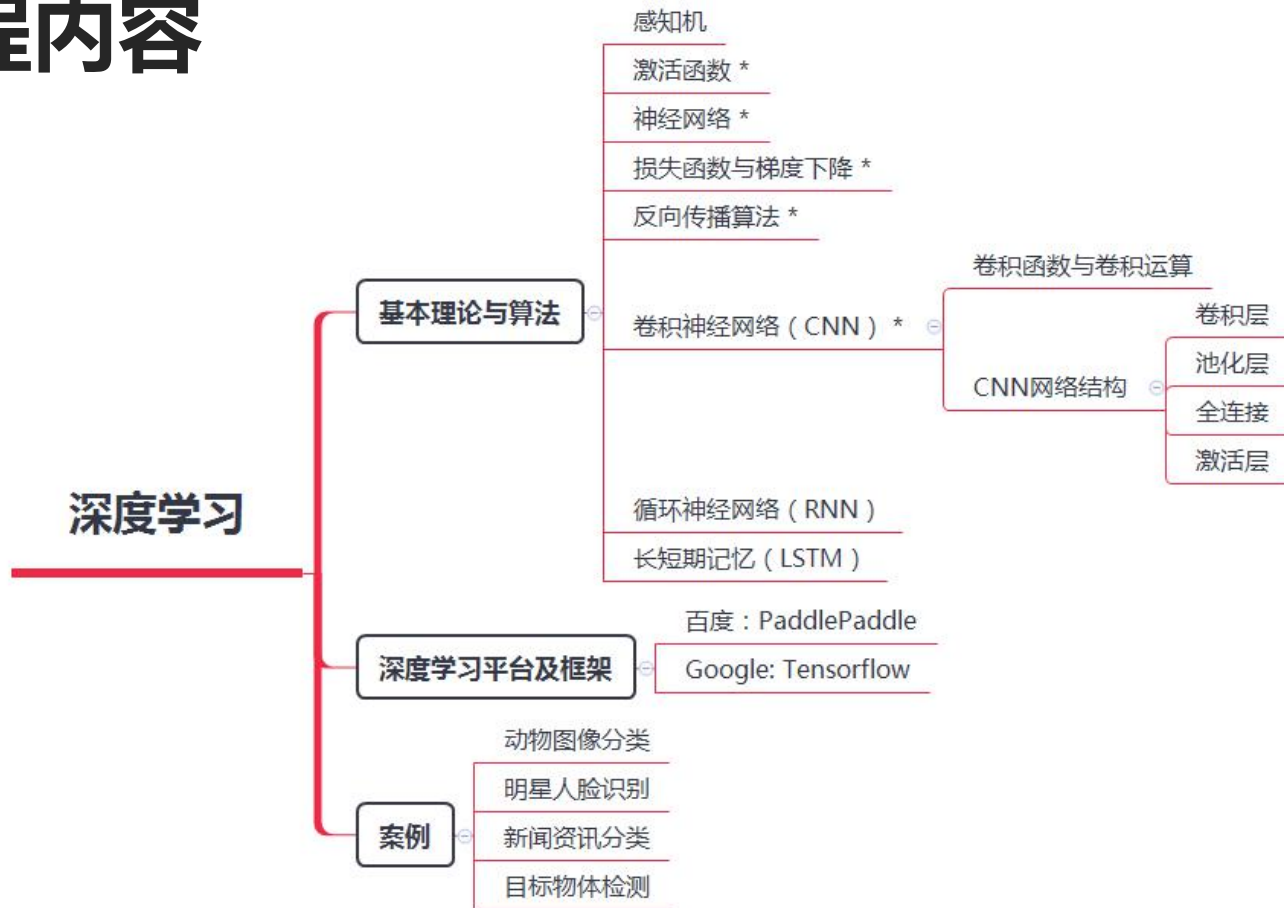 程内容
感知机
激活函数 *
神经网络 *
损失函数与梯度下降 *
反向传播算法 *
卷积函数与卷积运算
基本理论与算法
卷积神经网络（CNN）*
卷积层
池化层
CNN网络结构
全连接
激活层
深度学习
循环神经网络（RNN）
长短期记忆（LSTM）
百度：PaddlePaddle
深度学习平台及框架
Google: Tensorflow
动物图像分类
明星人脸识别
案例
新闻资讯分类
目标物体检测